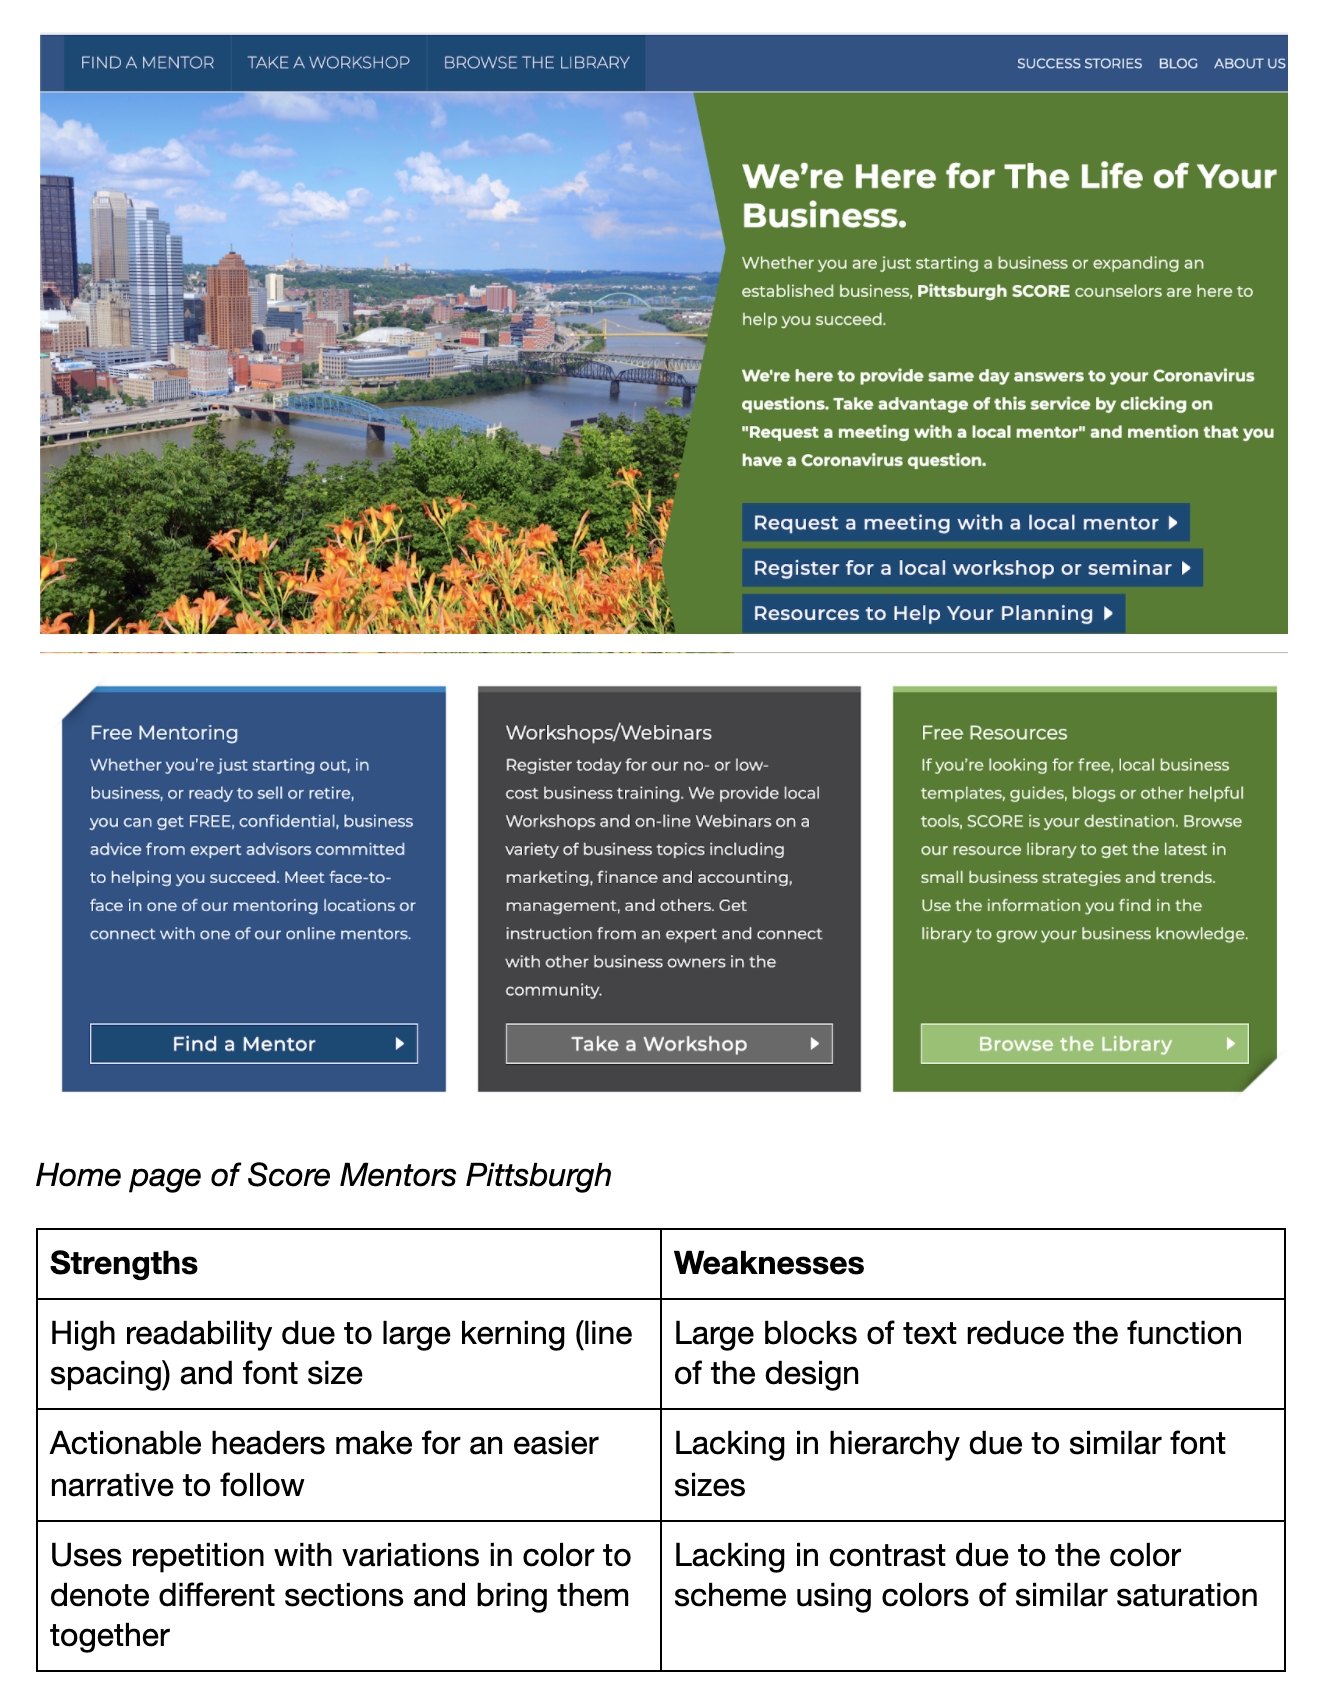 FIND A MENTOR TAKE A WORKSHOP BROWSE THE LIBRARY SUCCESS STORIES BLOG ABOUT US
We're Here for The Life of Your
Business.
Whether you are just starting a business or expanding an
established business, Pittsburgh SCORE counselors are here to
help you succeed.
We're here to provide same day answers to your Coronavirus
questions. Take advantage of this service by clicking on
"Request a meeting with a local mentor" and mention that you
have a Coronavirus question.
Request a meeting with a local mentor
Register for a local workshop or seminar
Resources to Help Your Planning
Free Mentoring
Whether you're just starting out, in
business, or ready to sell or retire,
you can get FREE, confidential, business
advice from expert advisors committed
to helping you succeed. Meet face-to-
face in one of our mentoring locations or
connect with one of our online mentors.
Find a Mentor
Workshops/Webinars
Register today for our no- or low-
cost business training. We provide local
Workshops and on-line Webinars on a
variety of business topics including
marketing, finance and accounting,
management, and others. Get
instruction from an expert and connect
with other business owners in the
community.
Take a Workshop
Free Resources
If you're looking for free, local business
templates, guides, blogs or other helpful
tools, SCORE is your destination. Browse
our resource library to get the latest in
small business strategies and trends.
Use the information you find in the
library to grow your business knowledge.
Browse the Library
Home page of Score Mentors Pittsburgh
Strengths
Weaknesses
High readability due to large kerning (line
spacing) and font size
Large blocks of text reduce the function
of the design
Actionable headers make for an easier
narrative to follow
Lacking in hierarchy due to similar font
sizes
Uses repetition with variations in color to
denote different sections and bring them
together
Lacking in contrast due to the color
scheme using colors of similar saturation